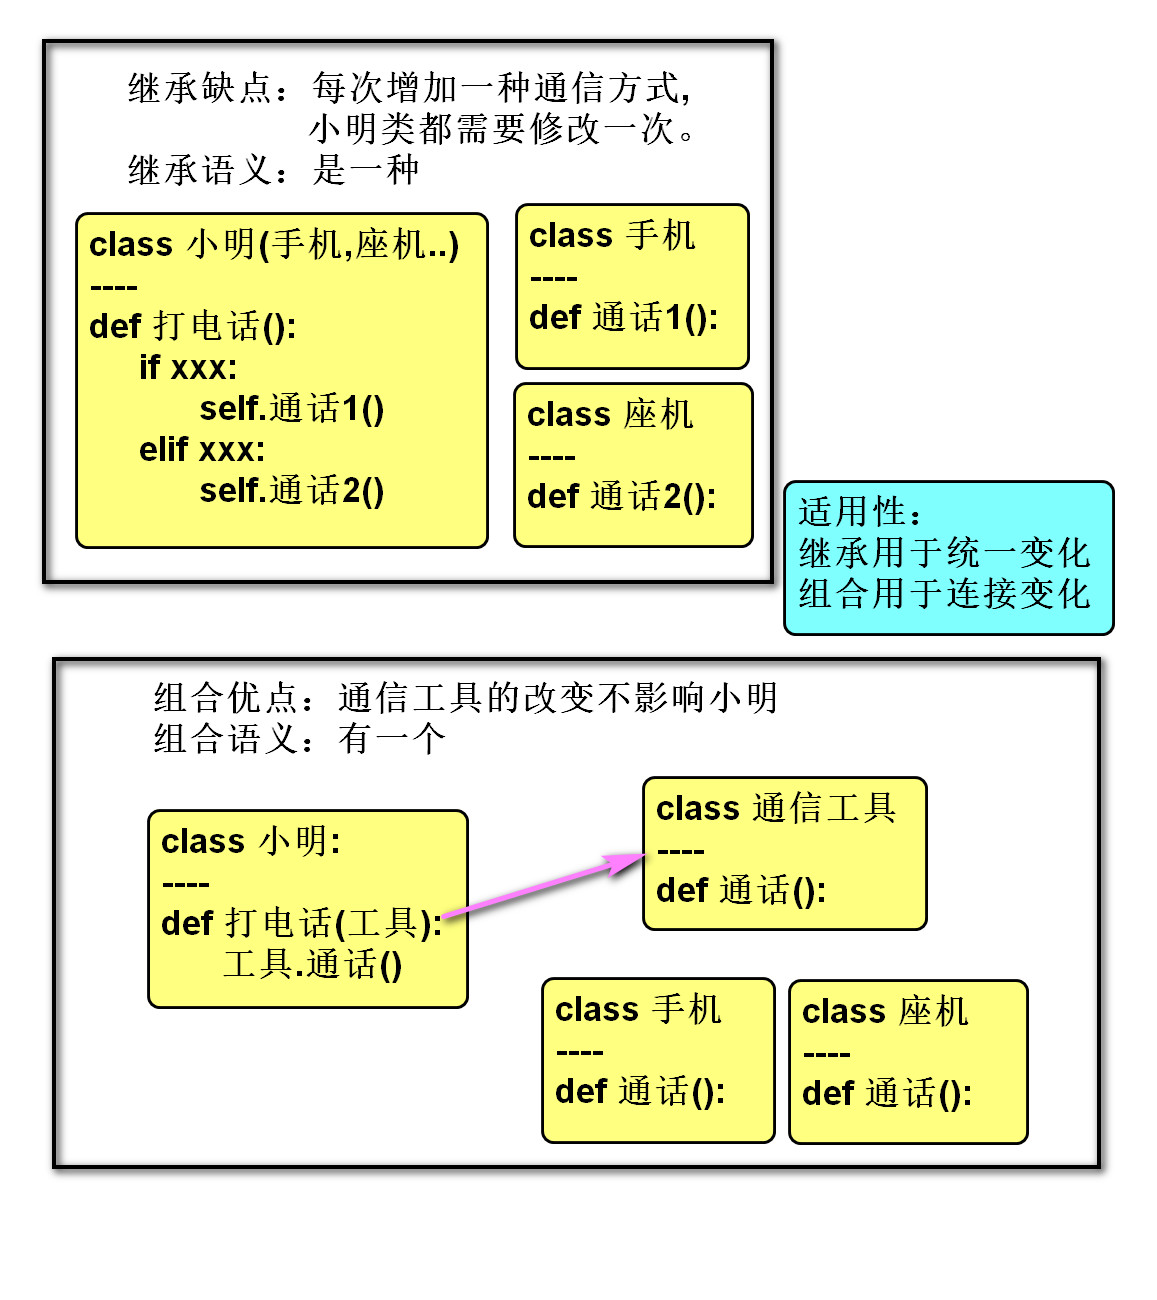 继承缺点：每次增加一种通信方式,
小明类都需要修改一次。
继承语义：是一种
class 小明(手机,座机..)
----
def 打电话():
if xxx:
self.通话1()
elif xxx:
self.通话2()
class 手机
----
def 通话1():
class 座机
----
def 通话2():
适用性：
继承用于统一变化
组合用于连接变化
组合优点：通信工具的改变不影响小明
组合语义：有一个
class 小明:
----
def 打电话(工具):
工具.通话()
class 通信工具
----
def 通话():
class 手机
----
def 通话():
class 座机
----
def 通话():